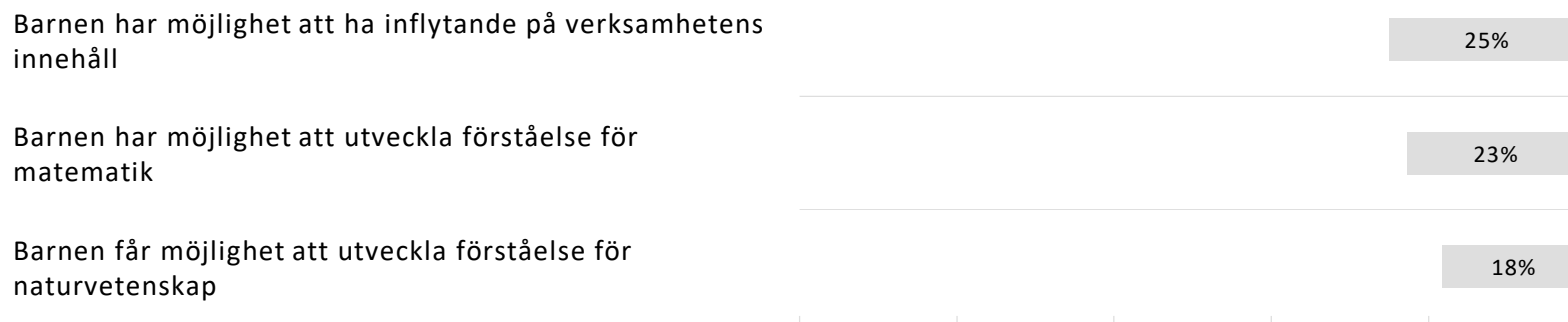 Barnen har möjlighet att ha inflytande på verksamhetens
innehåll
25%
Barnen har möjlighet att utveckla förståelse för
matematik
23%
Barnen får möjlighet att utveckla förståelse för
naturvetenskap
18%